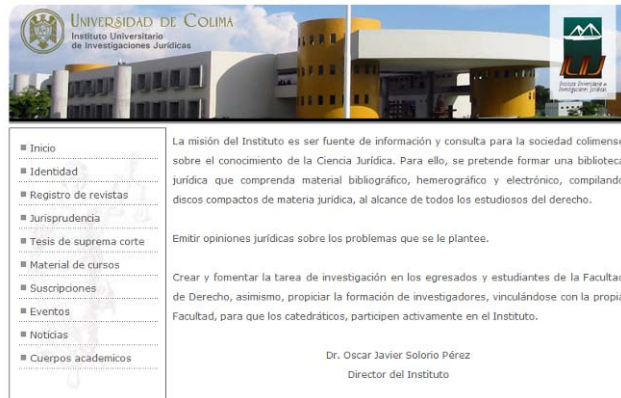 UNIVERSIDAD DE COLIMA
Instituto Universitario
de Investigaciones Jurídicas
IUJ
Instituto Universitario de
Investigaciones Jurídicas
Inicio
Identidad
Registro de revistas
Jurisprudencia
Tesis de suprema corte
Material de cursos
Suscripciones
Eventos
Noticias
Cuerpos academicos
La misión del Instituto es ser fuente de información y consulta para la sociedad colimense
sobre el conocimiento de la Ciencia Jurídica. Para ello, se pretende formar una biblioteca
jurídica que comprenda material bibliográfico, hemerográfico y electrónico, compilando
discos compactos de materia jurídica, al alcance de todos los estudiosos del derecho.
Emitir opiniones jurídicas sobre los problemas que se le plantee.
Crear y fomentar la tarea de investigación en los egresados y estudiantes de la Facultad
de Derecho, asimismo, propiciar la formación de investigadores, vinculándose con la propia
Facultad, para que los catedráticos, participen activamente en el Instituto.
Dr. Oscar Javier Solorio Pérez
Director del Instituto